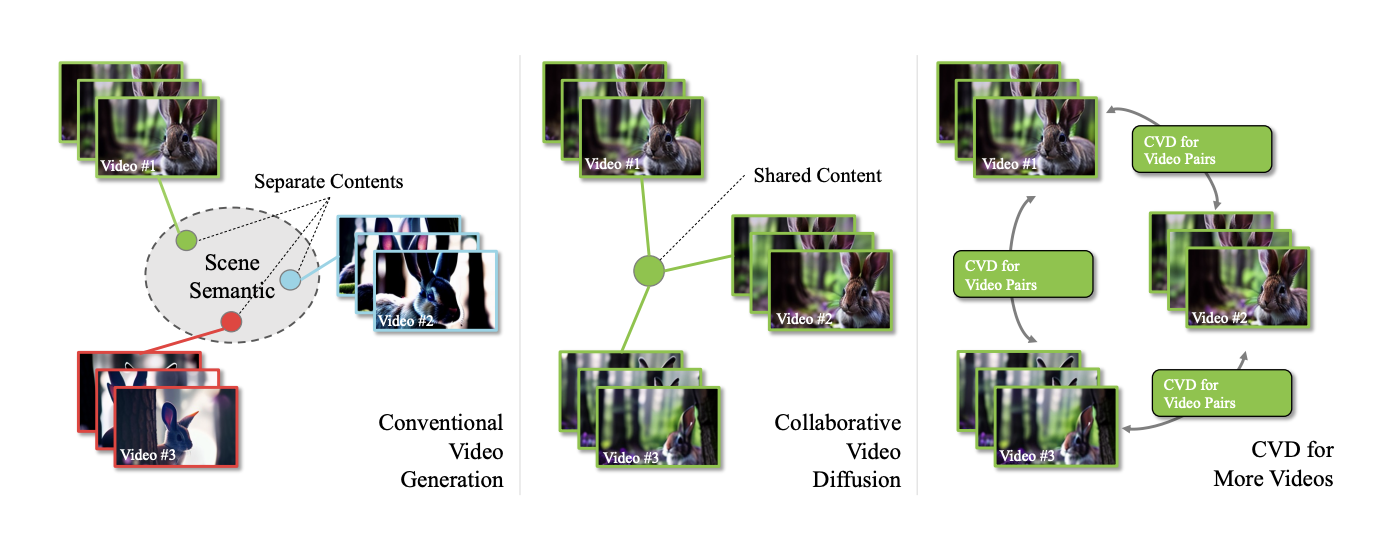 Video #1
Separate Contents
Scene
Semantic
Video #2
Video #3
Conventional
Video
Generation
Video #1
Shared Content
Video #2
Video #3
Collaborative
Video
Diffusion
Video #1
CVD for
Video Pairs
CVD for
Video Pairs
Video #2
CVD for
Video Pairs
Video #3
CVD for
More Videos